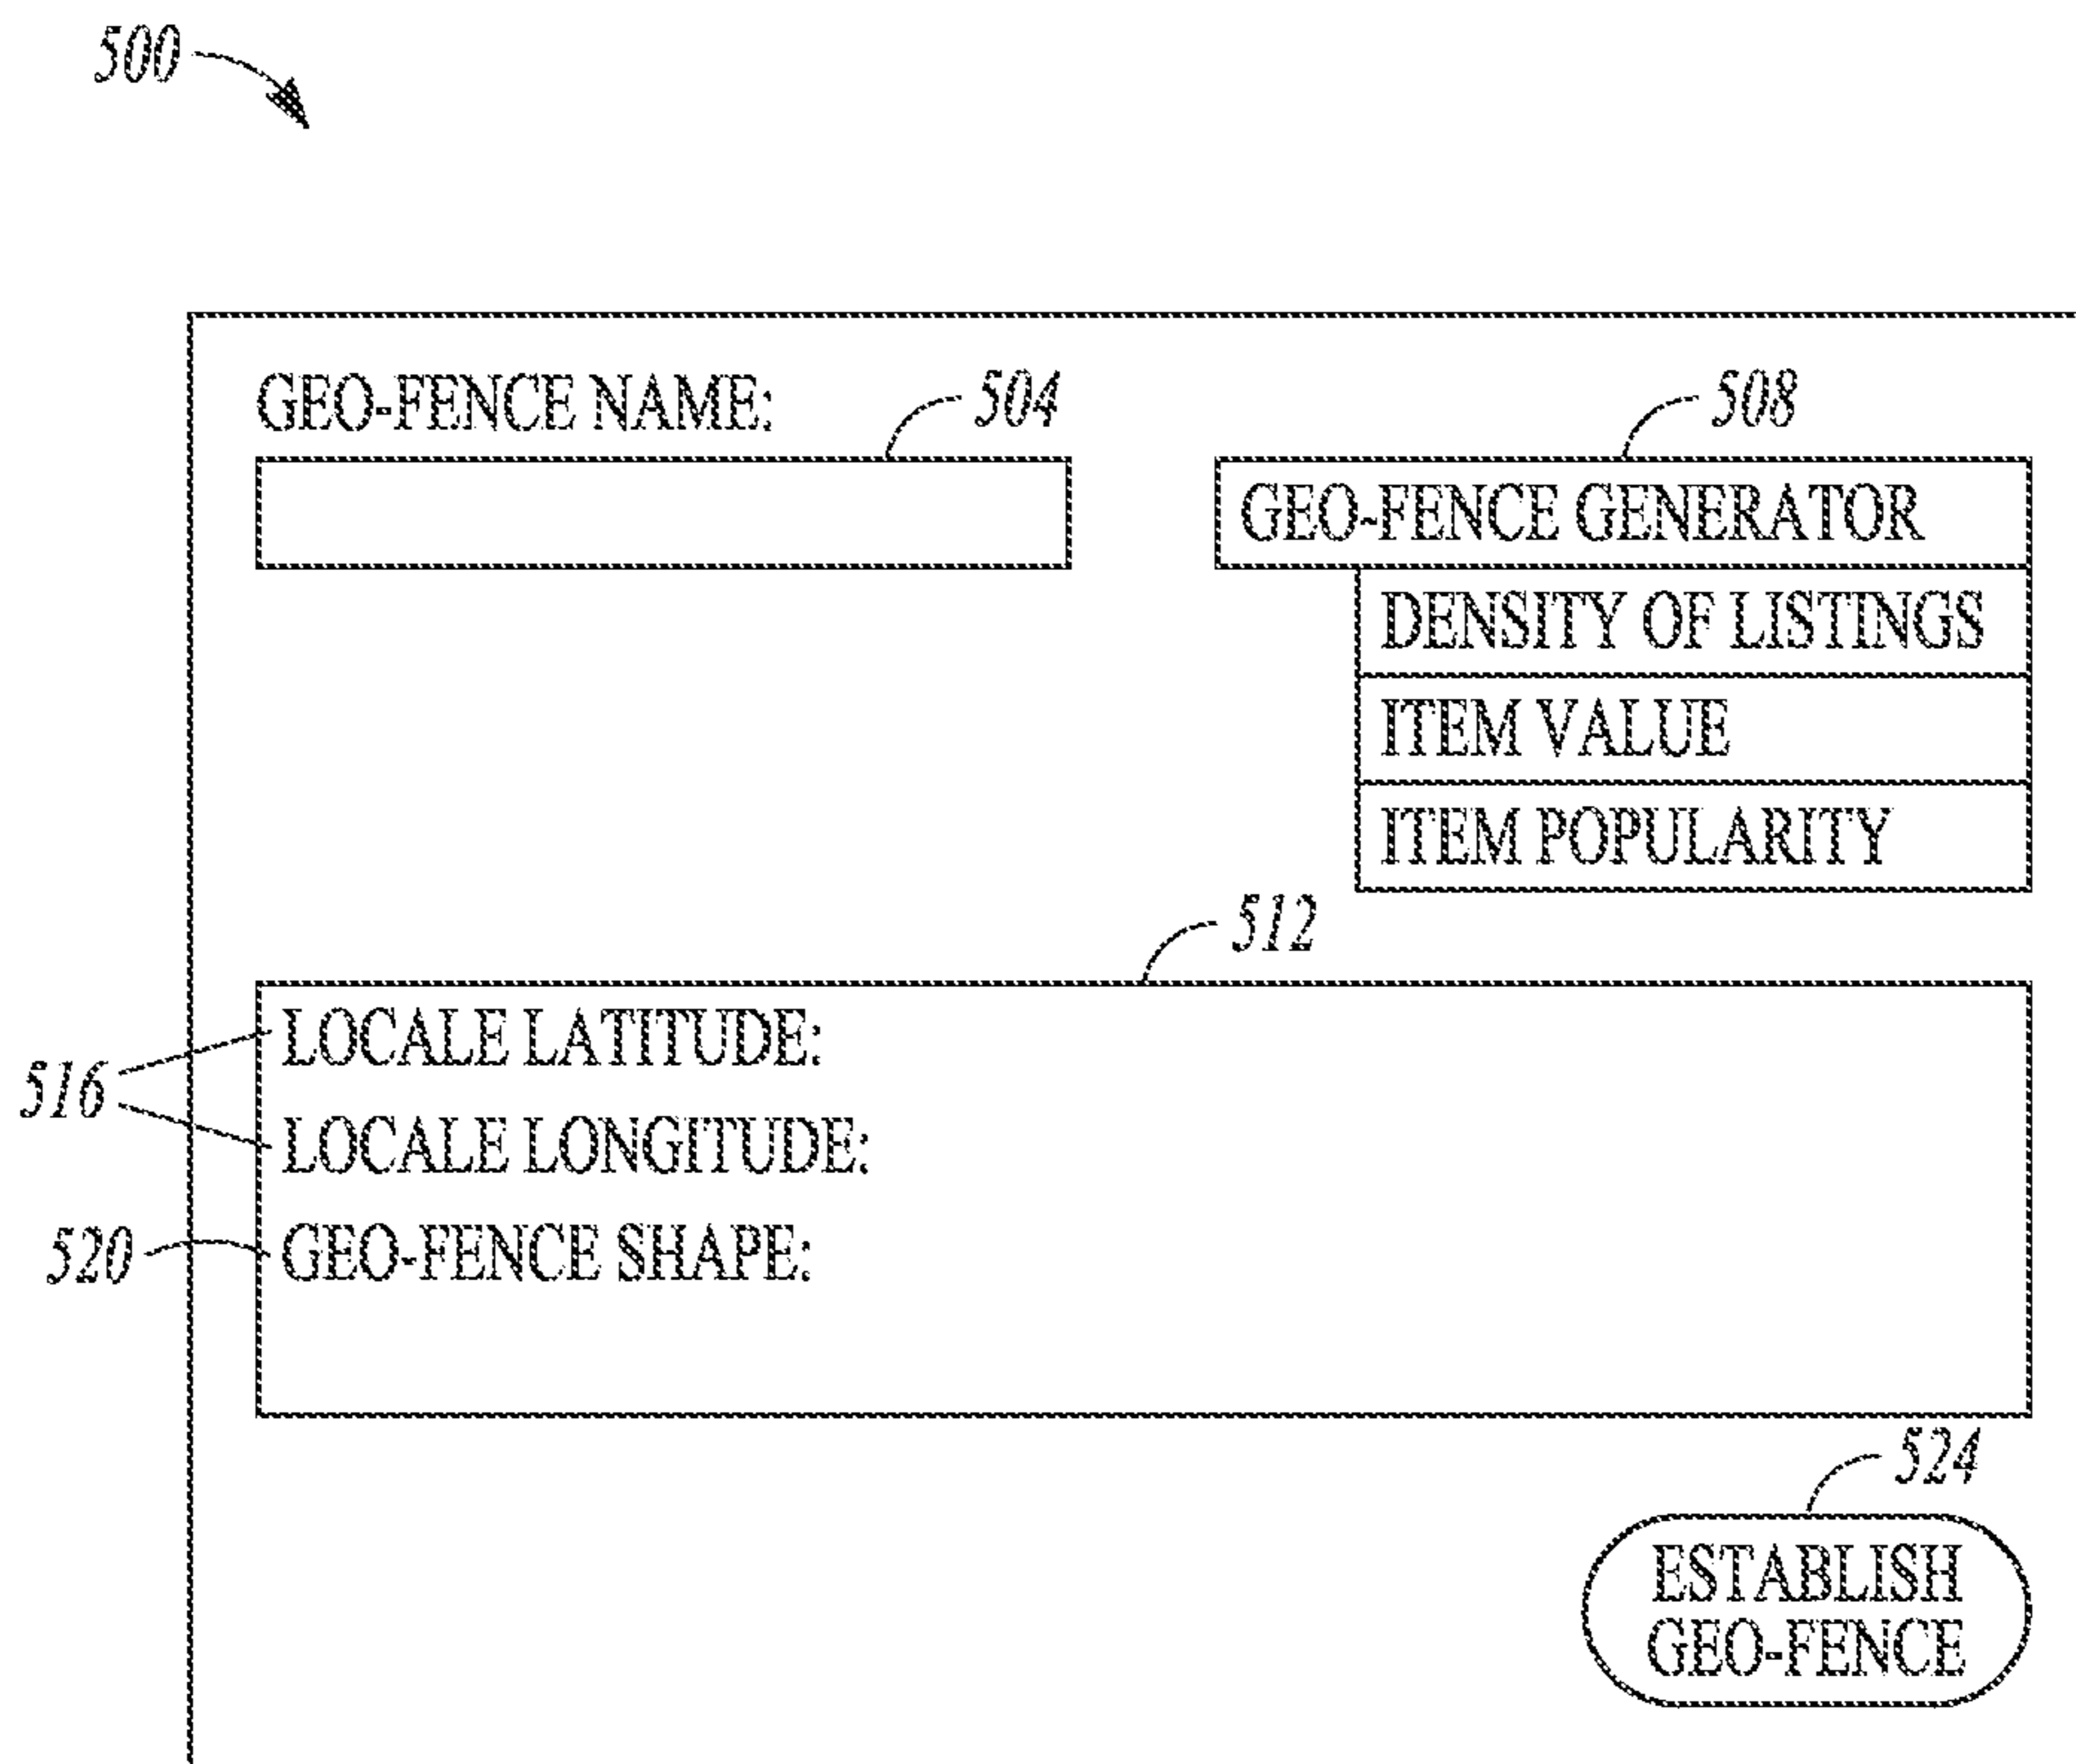 500
GEO-FENCE NAME:
504
508
GEO-FENCE GENERATOR
DENSITY OF LISTINGS
ITEM VALUE
ITEM POPULARITY
512
516
LOCALE LATITUDE:
LOCALE LONGITUDE:
520
GEO-FENCE SHAPE:
524
ESTABLISH
GEO-FENCE